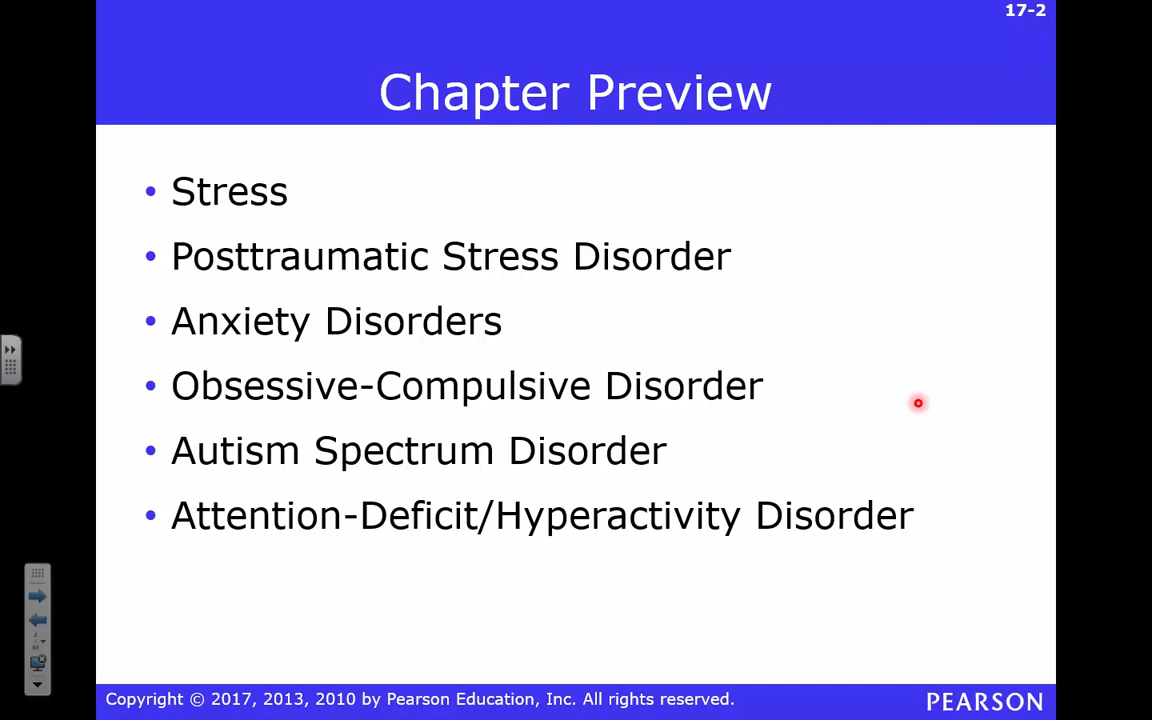 17-2
Chapter Preview
• Stress
• Posttraumatic Stress Disorder
• Anxiety Disorders
• Obsessive-Compulsive Disorder
• Autism Spectrum Disorder
• Attention-Deficit/Hyperactivity Disorder
Copyright © 2017, 2013, 2010 by Pearson Education, Inc. All rights reserved.
PEARSON